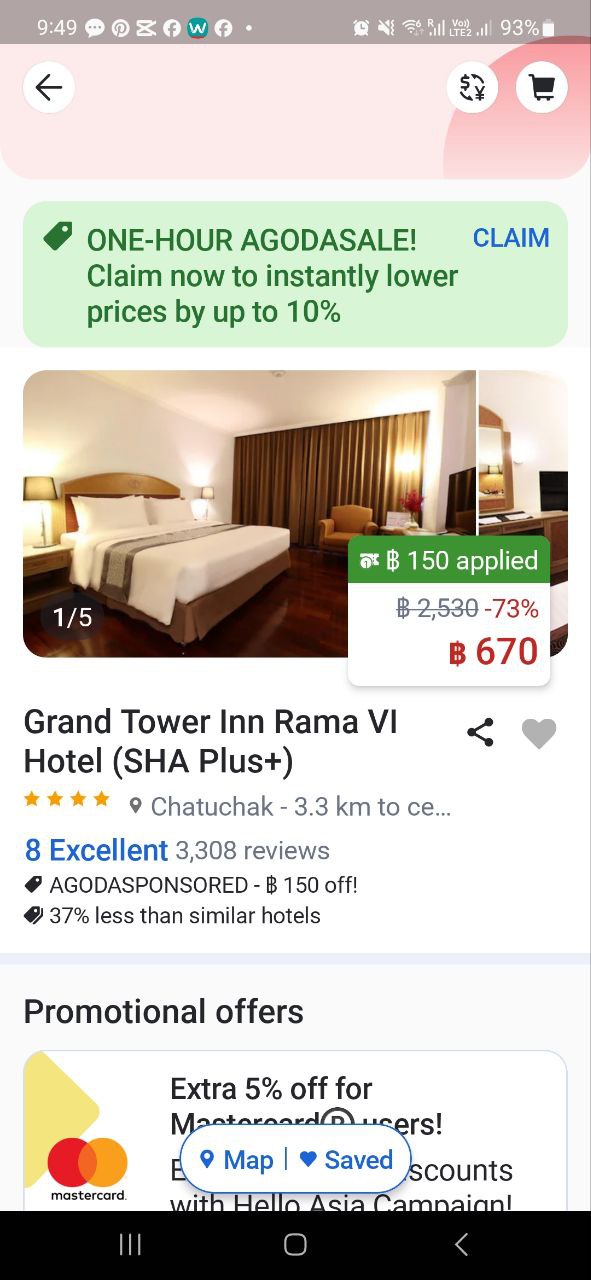 9:49
93%
ONE-HOUR AGODASALE!
CLAIM
Claim now to instantly lower
prices by up to 10%
฿ 150 applied
1/5
฿ 2,530 -73%
฿ 670
Grand Tower Inn Rama VI
Hotel (SHA Plus+)
Chatuchak - 3.3 km to ce...
8 Excellent 3,308 reviews
AGODASPONSORED - ฿ 150 off!
37% less than similar hotels
Promotional offers
Extra 5% off for
Mastercard® users!
Map | Saved
scounts
mastercard.
with Hello Asia Campaign!